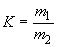 K = m₁/m₂